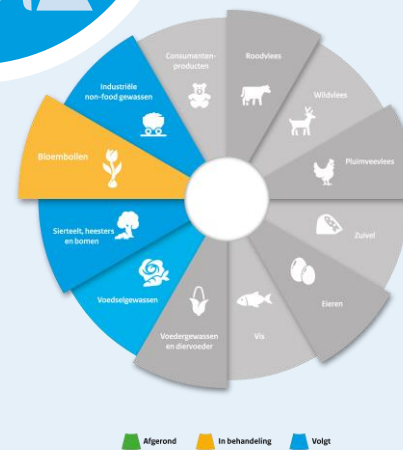 Consumenten-
producten
Roodvlees
Wildvlees
Pluimveevlees
Zuivel
Eieren
Vis
Voedergewassen
en diervoeder
Voedselgewassen
Sierteelt, heesters
en bomen
Bloembollen
Industriële
non-food gewassen
Afgerond
In behandeling
Volgt